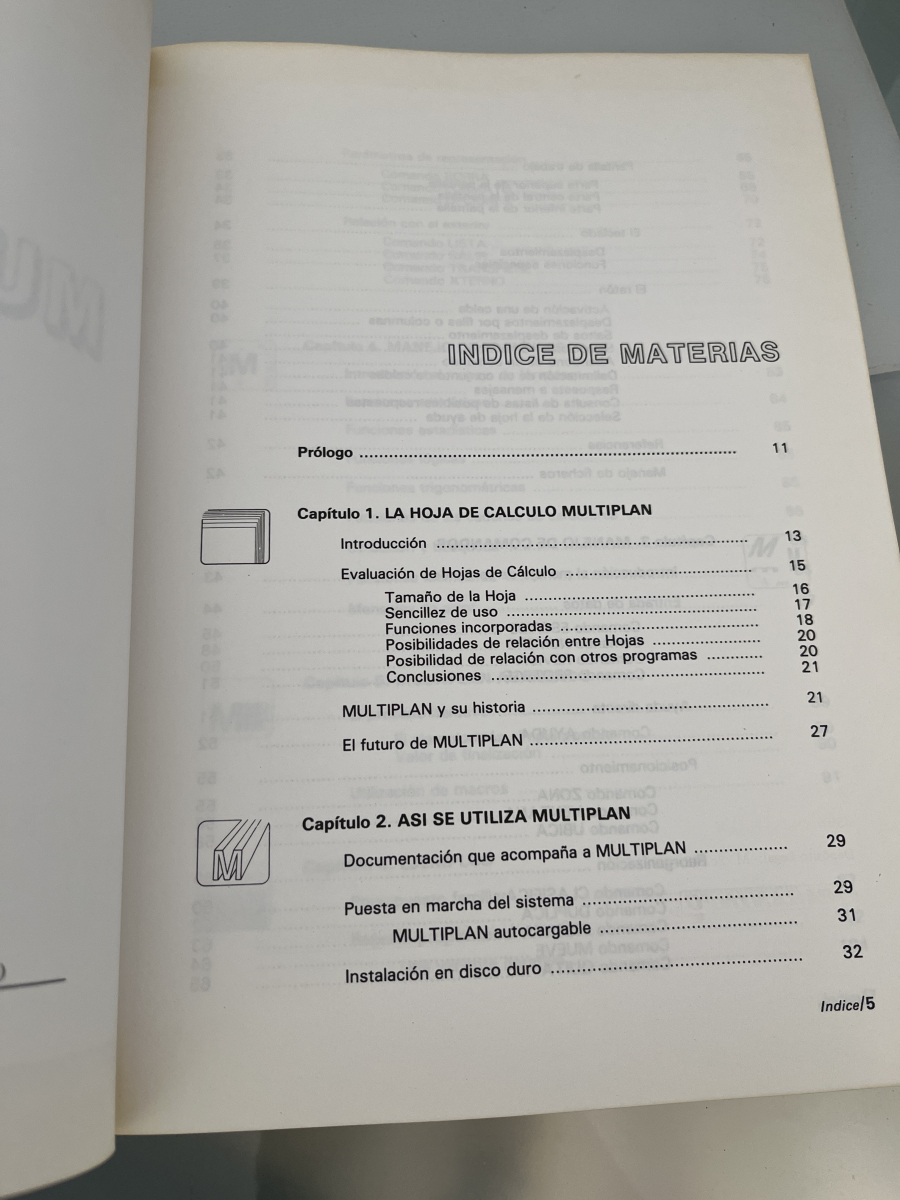 INDICE DE MATERIAS
Prólogo ........................................ 11
Capítulo 1. LA HOJA DE CALCULO MULTIPLAN
Introducción ........................................ 13
Evaluación de Hojas de Cálculo ........................................ 15
Tamaño de la Hoja ........................................ 16
Sencillez de uso ........................................ 17
Funciones incorporadas ........................................ 18
Posibilidades de relación entre Hojas ........................ 20
Posibilidad de relación con otros programas ............ 20
Conclusiones ........................................ 21
MULTIPLAN y su historia ........................................ 21
El futuro de MULTIPLAN ........................................ 27
M
Capítulo 2. ASI SE UTILIZA MULTIPLAN
Documentación que acompaña a MULTIPLAN .................. 29
Puesta en marcha del sistema ........................................ 29
MULTIPLAN autocargable ........................................ 31
Instalación en disco duro ........................................ 32
Indice/5